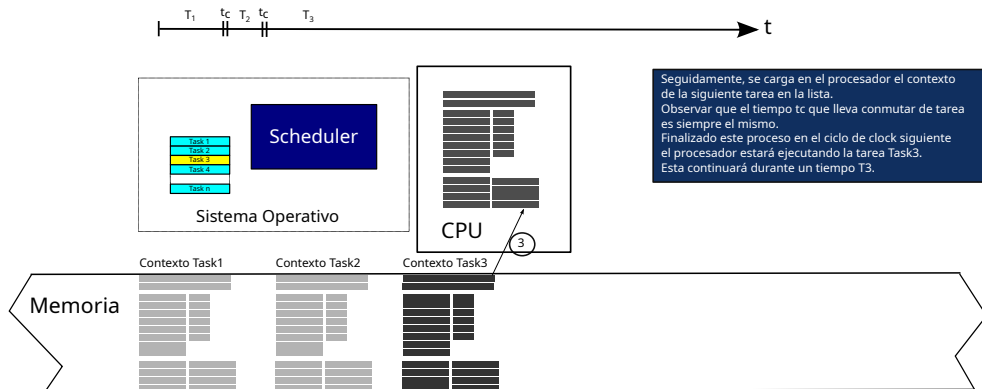 T1 tc T2 tc T3
t
Seguidamente, se carga en el procesador el contexto
de la siguiente tarea en la lista.
Observar que el tiempo tc que lleva conmutar de tarea
es siempre el mismo.
Finalizado este proceso en el ciclo de clock siguiente
el procesador estará ejecutando la tarea Task3.
Esta continuará durante un tiempo T3.
Scheduler
Task 1
Task 2
Task 3
Task 4
Task n
Sistema Operativo
CPU
3
Contexto Task1
Contexto Task2
Contexto Task3
Memoria